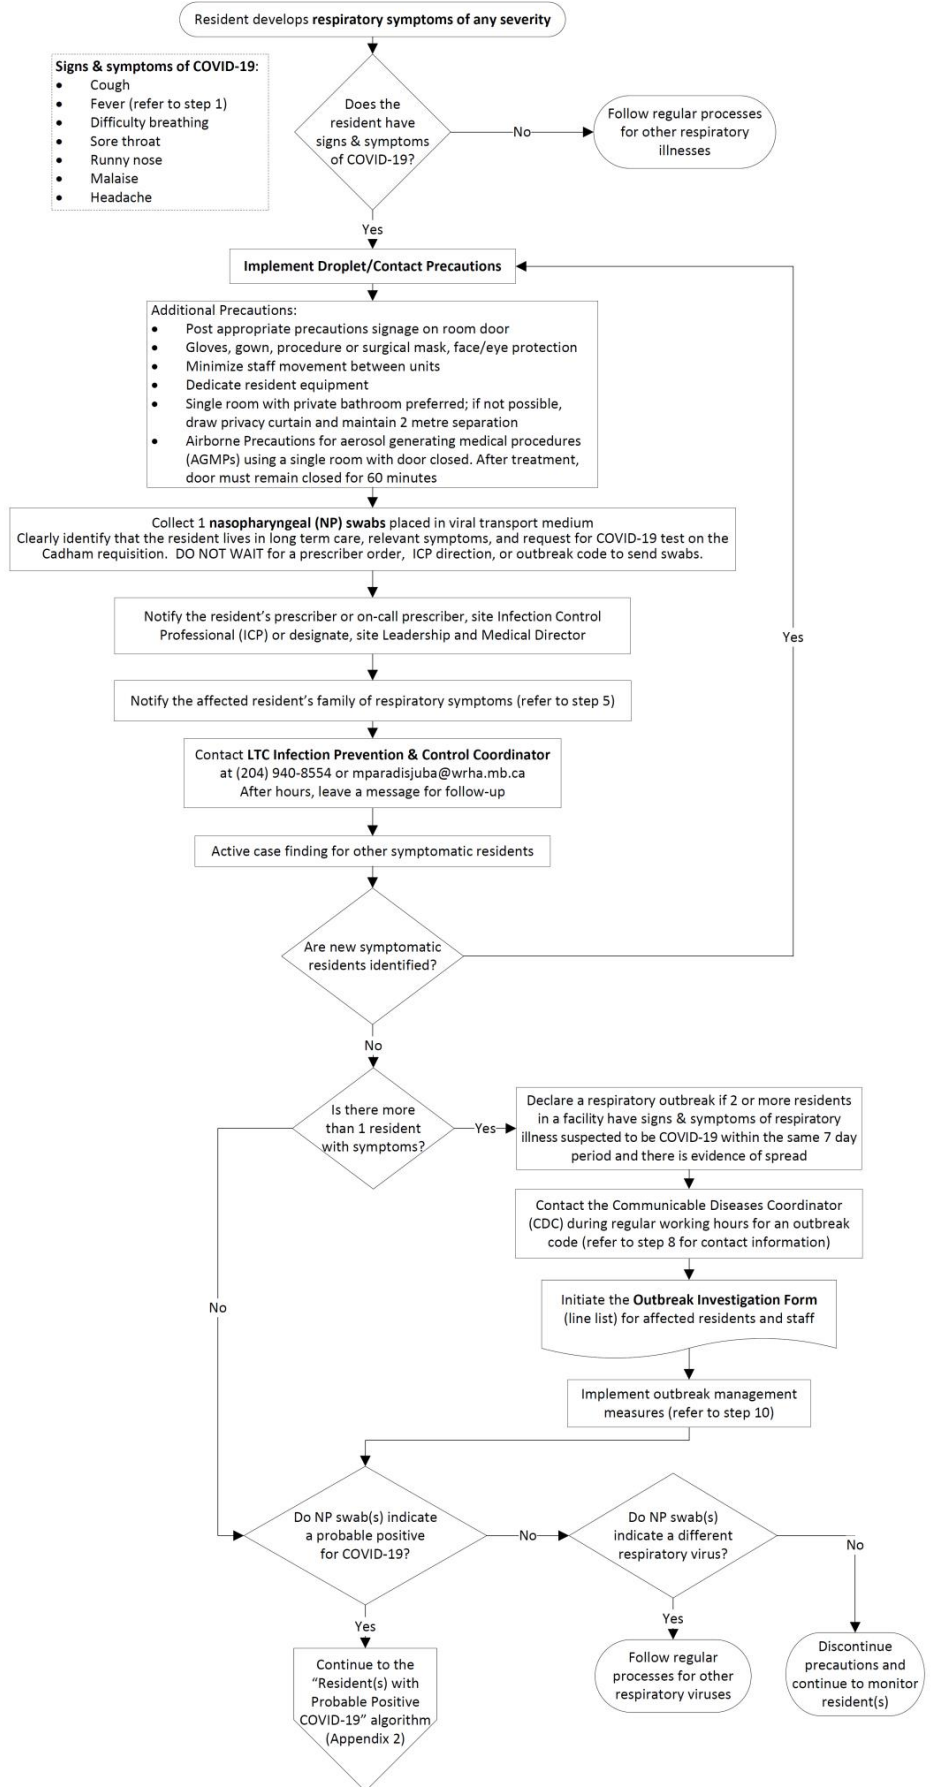 Resident develops respiratory symptoms of any severity
Signs & symptoms of COVID-19:
• Cough
• Fever (refer to step 1)
• Difficulty breathing
• Sore throat
• Runny nose
• Malaise
• Headache
Does the
resident have
signs & symptoms
of COVID-19?
No
Follow regular processes
for other respiratory
illnesses
Yes
Implement Droplet/Contact Precautions
Additional Precautions:
• Post appropriate precautions signage on room door
• Gloves, gown, procedure or surgical mask, face/eye protection
• Minimize staff movement between units
• Dedicate resident equipment
• Single room with private bathroom preferred; if not possible,
draw privacy curtain and maintain 2 metre separation
• Airborne Precautions for aerosol generating medical procedures
(AGMPs) using a single room with door closed. After treatment,
door must remain closed for 60 minutes
Collect 1 nasopharyngeal (NP) swabs placed in viral transport medium
Clearly identify that the resident lives in long term care, relevant symptoms, and request for COVID-19 test on the
Cadham requisition. DO NOT WAIT for a prescriber order, ICP direction, or outbreak code to send swabs.
Notify the resident's prescriber or on-call prescriber, site Infection Control
Professional (ICP) or designate, site Leadership and Medical Director
Yes
Notify the affected resident's family of respiratory symptoms (refer to step 5)
Contact LTC Infection Prevention & Control Coordinator
at (204) 940-8554 or mparadisjuba@wrha.mb.ca
After hours, leave a message for follow-up
Active case finding for other symptomatic residents
Are new symptomatic
residents identified?
No
Is there more
than 1 resident
with symptoms?
Yes
Declare a respiratory outbreak if 2 or more residents
in a facility have signs & symptoms of respiratory
illness suspected to be COVID-19 within the same 7 day
period and there is evidence of spread
Contact the Communicable Diseases Coordinator
(CDC) during regular working hours for an outbreak
code (refer to step 8 for contact information)
No
Initiate the Outbreak Investigation Form
(line list) for affected residents and staff
Implement outbreak management
measures (refer to step 10)
Do NP swab(s) indicate
a probable positive
for COVID-19?
No
Do NP swab(s)
indicate a different
respiratory virus?
No
Yes
Yes
Continue to the
“Resident(s) with
Probable Positive
COVID-19” algorithm
(Appendix 2)
Follow regular
processes for other
respiratory viruses
Discontinue
precautions and
continue to monitor
resident(s)